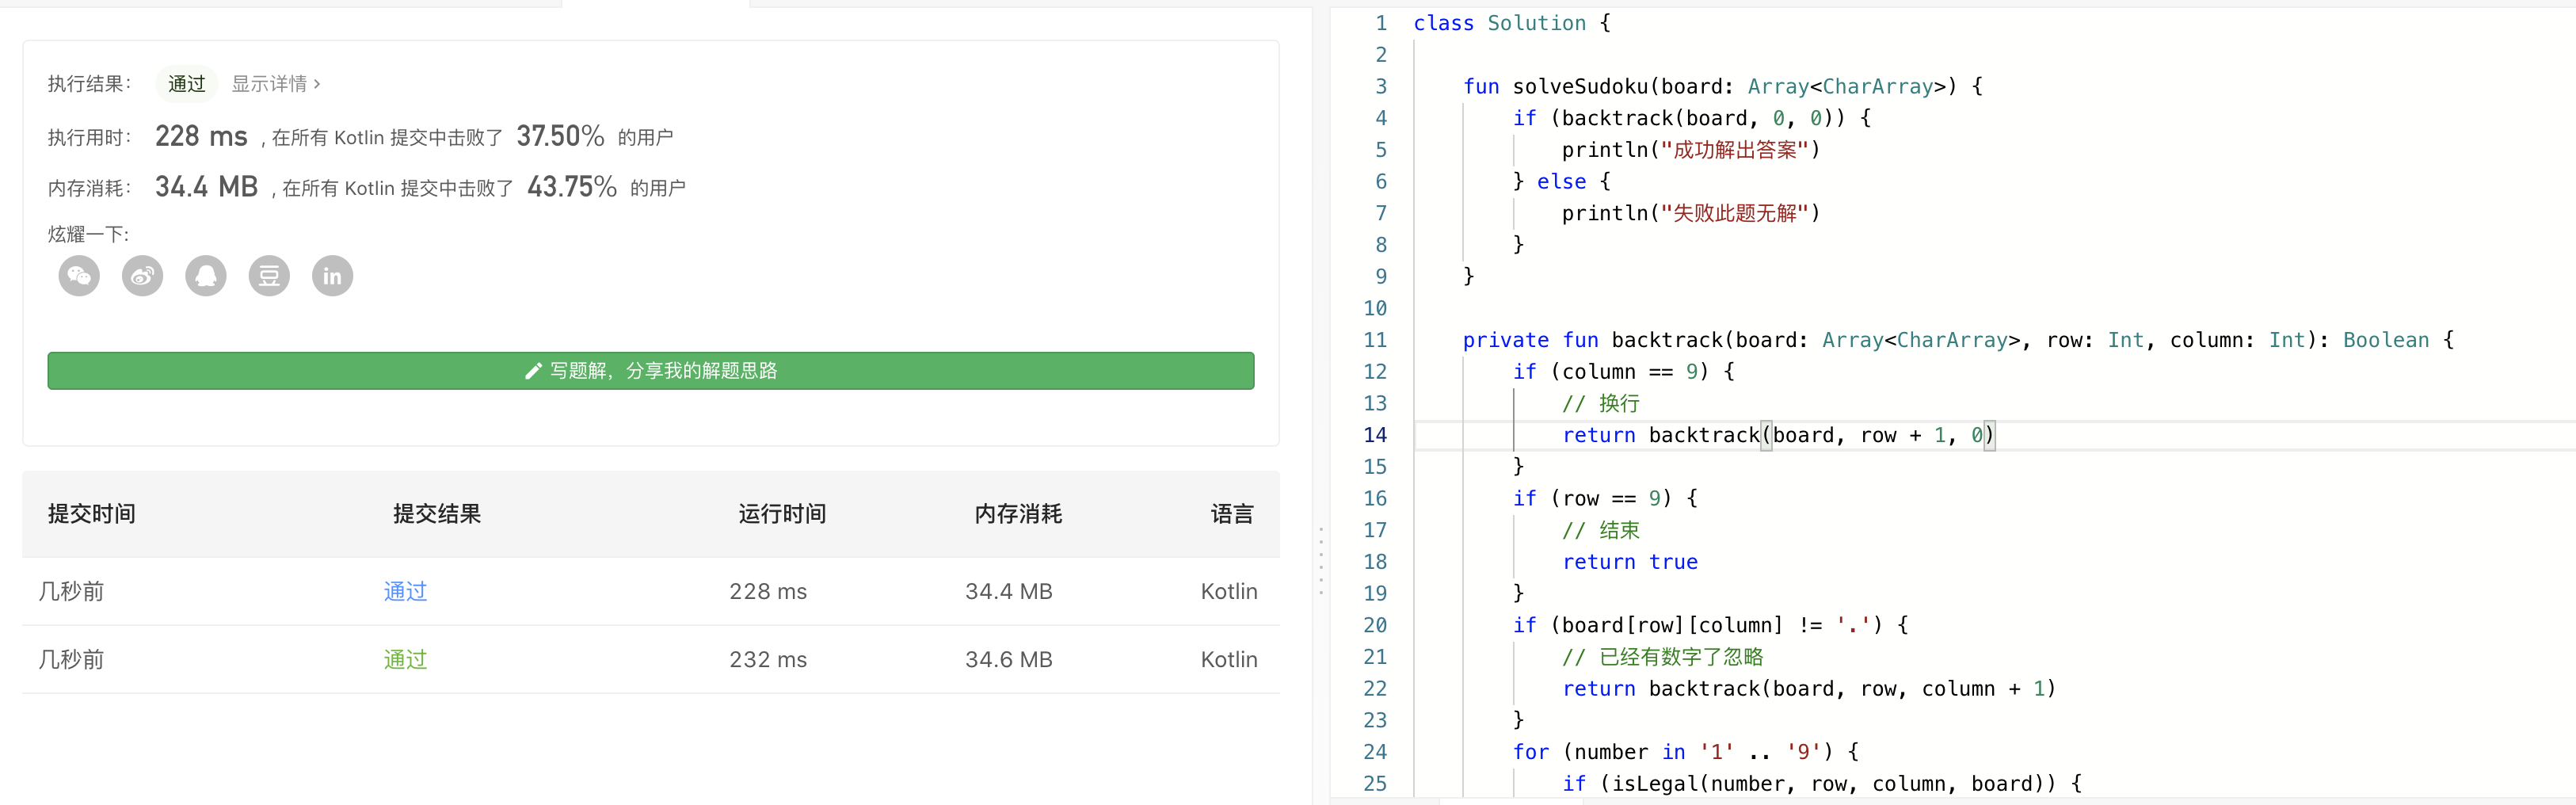 执行结果： 通过 显示详情 >
执行用时： 228 ms , 在所有 Kotlin 提交中击败了 37.50% 的用户
内存消耗： 34.4 MB , 在所有 Kotlin 提交中击败了 43.75% 的用户
炫耀一下:
豆 in
写题解，分享我的解题思路
提交时间 提交结果 运行时间 内存消耗 语言
几秒前 通过 228 ms 34.4 MB Kotlin
几秒前 通过 232 ms 34.6 MB Kotlin
1 class Solution {
2
3 fun solveSudoku(board: Array<CharArray>) {
4 if (backtrack(board, 0, 0)) {
5 println("成功解出答案")
6 } else {
7 println("失败此题无解")
8 }
9 }
10
11 private fun backtrack(board: Array<CharArray>, row: Int, column: Int): Boolean {
12 if (column == 9) {
13 // 换行
14 return backtrack(board, row + 1, 0)
15 }
16 if (row == 9) {
17 // 结束
18 return true
19 }
20 if (board[row][column] != '.') {
21 // 已经有数字了忽略
22 return backtrack(board, row, column + 1)
23 }
24 for (number in '1' .. '9') {
25 if (isLegal(number, row, column, board)) {